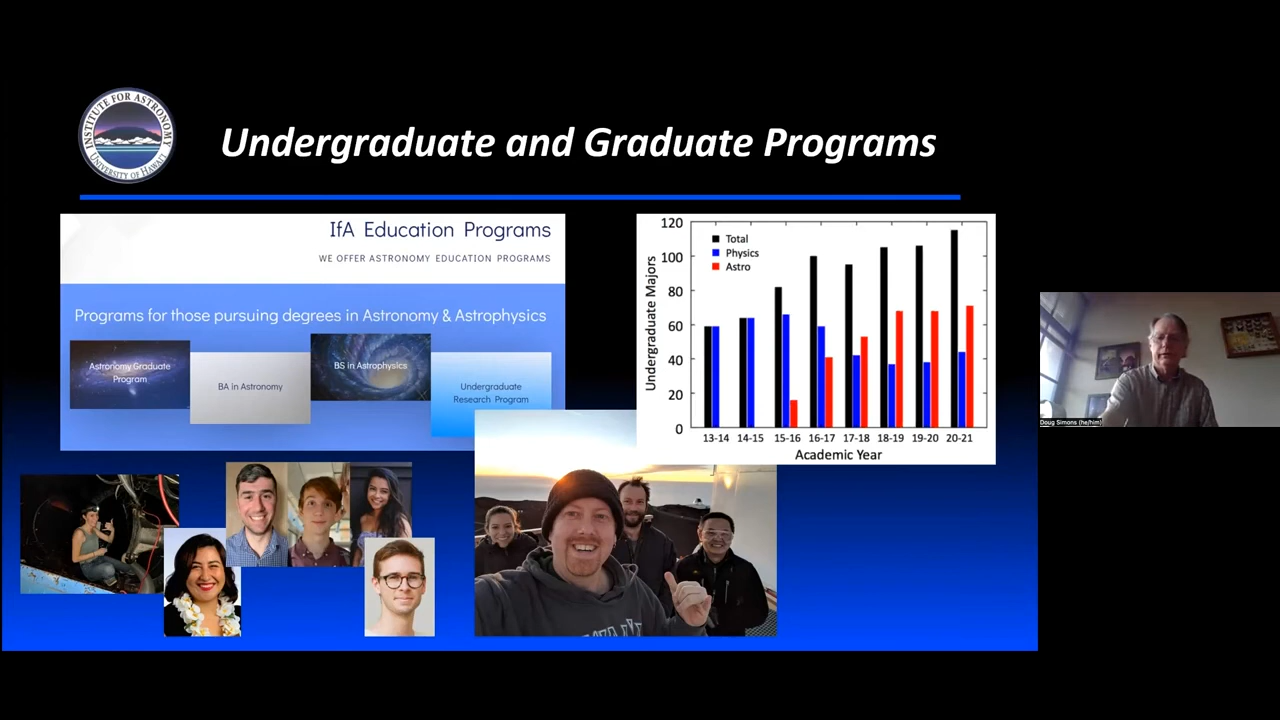 INSTITUTE FOR ASTRONOMY
UNIVERSITY OF HAWAI'I
Undergraduate and Graduate Programs
IfA Education Programs
WE OFFER ASTRONOMY EDUCATION PROGRAMS
Programs for those pursuing degrees in Astronomy & Astrophysics
Astronomy Graduate
Program
BA in Astronomy
BS in Astrophysics
Undergraduate
Research Program
Undergraduate Majors
120
100
80
60
40
20
0
Total
Physics
Astro
13-14 14-15 15-16 16-17 17-18 18-19 19-20 20-21
Academic Year
Doug Simons (he/him)